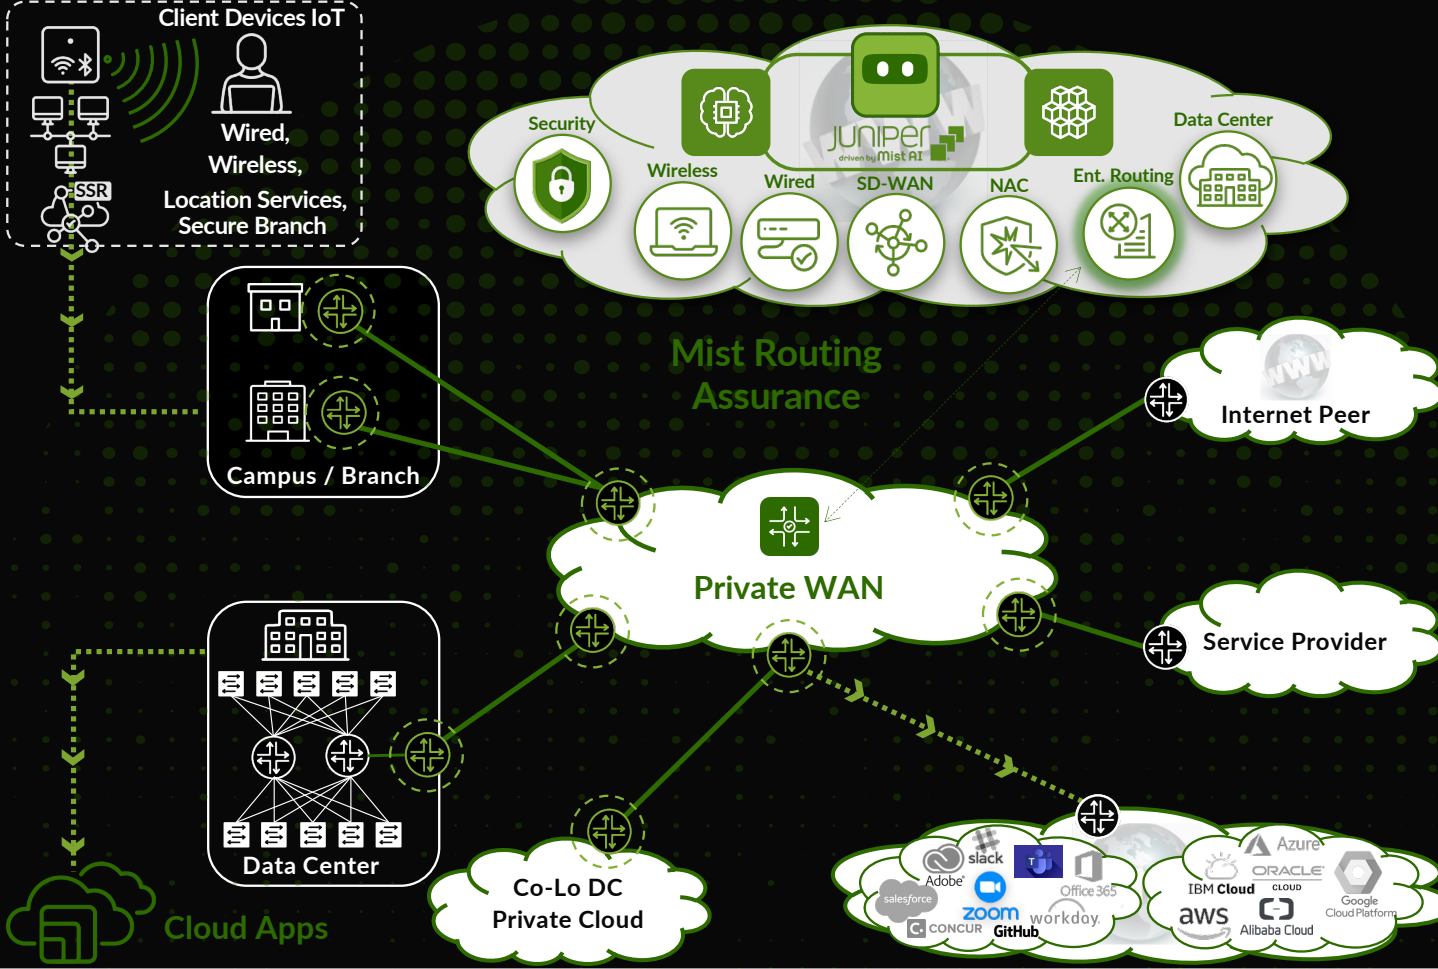 Client Devices IoT
Wired,
Wireless,
Location Services,
Secure Branch
SSR
Security
Wireless
Wired
SD-WAN
NAC
Ent. Routing
Data Center
JUNIPer
driven by Mist AI
WWW
Mist Routing
Assurance
Campus / Branch
WWW
Internet Peer
Private WAN
Service Provider
Data Center
Cloud Apps
Co-Lo DC
Private Cloud
slack
Adobe
T
Office 365
salesforce
zoom
workday.
C.
CONCUR
GitHub
Azure
IBM Cloud
ORACLE
CLOUD
Google
Cloud Platform
aws
Alibaba Cloud